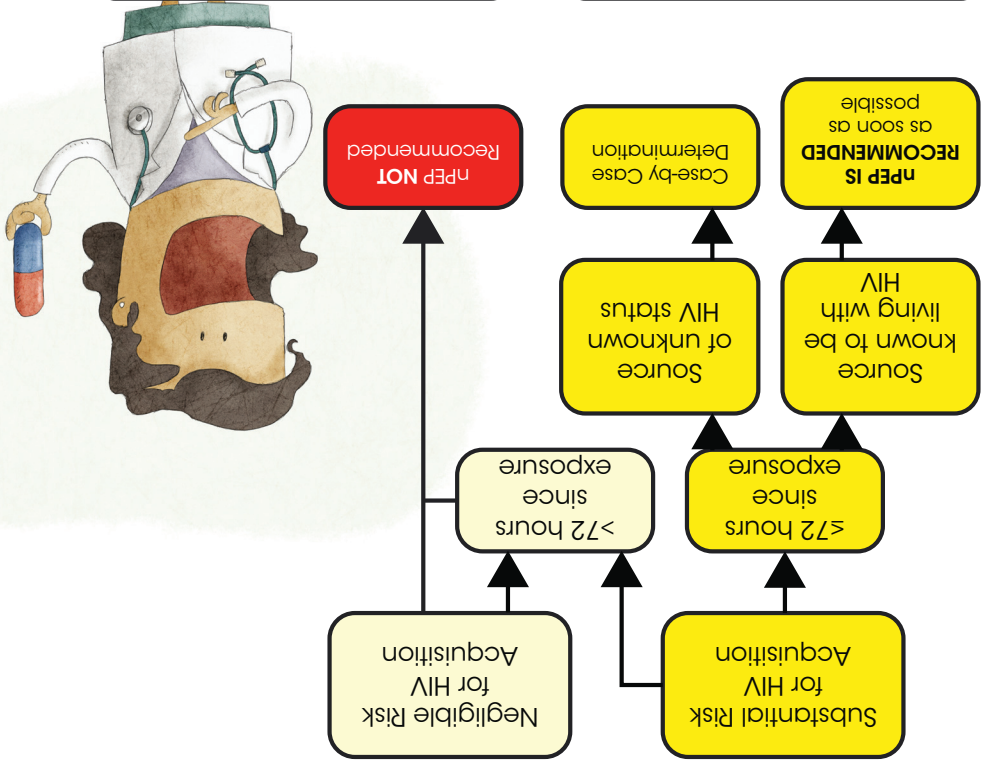 Substantial Risk
for HIV
Acquisition
Negligible Risk
for HIV
Acquisition
≤72 hours
since
exposure
>72 hours
since
exposure
Source
known to be
living with
HIV
Source
of unknown
HIV status
nPEP IS
RECOMMENDED
as soon as
possible
Case-by Case
Determination
nPEP NOT
Recommended